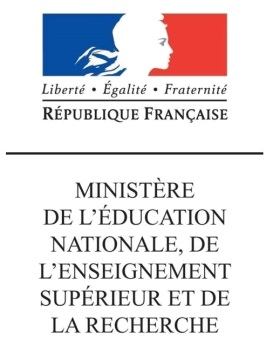 Liberté • Égalité • Fraternité
RÉPUBLIQUE FRANÇAISE
MINISTÈRE
DE L'ÉDUCATION
NATIONALE, DE
L'ENSEIGNEMENT
SUPÉRIEUR ET DE
LA RECHERCHE